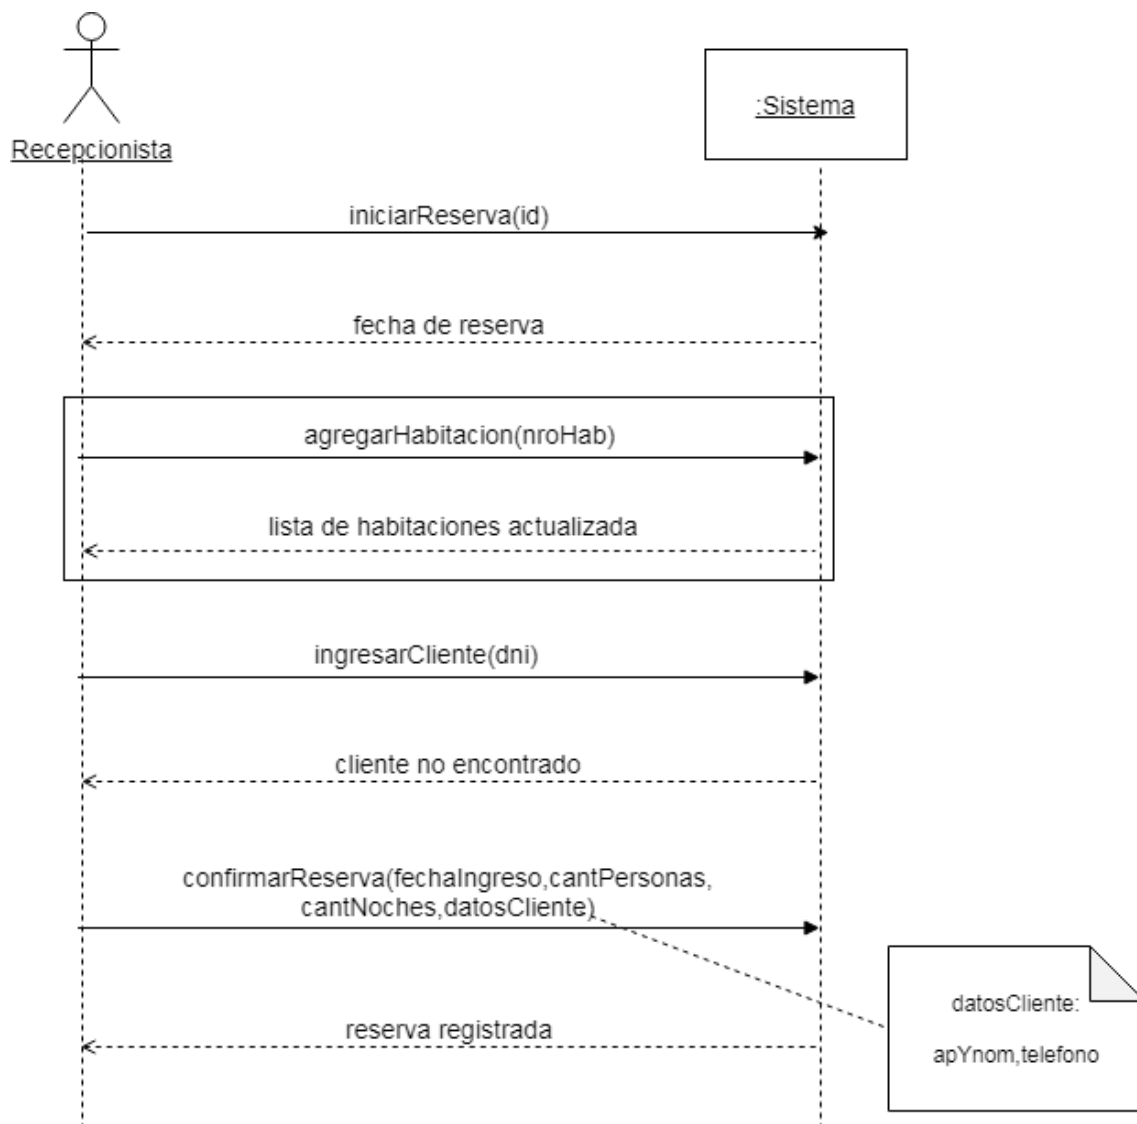 :Sistema
Recepcionista
iniciarReserva(id)
fecha de reserva
agregarHabitacion(nroHab)
lista de habitaciones actualizada
ingresarCliente(dni)
cliente no encontrado
confirmarReserva(fechaIngreso,cantPersonas,
cantNoches,datosCliente)
datosCliente:
reserva registrada
apYnom,telefono